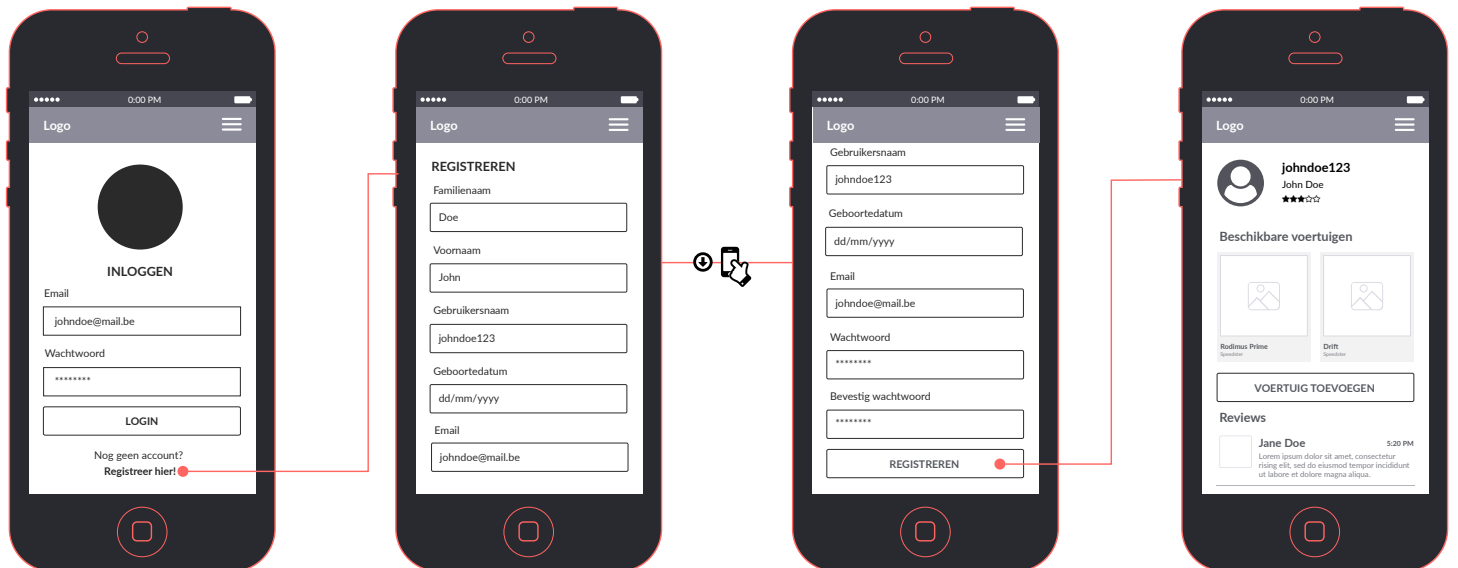 0:00 PM
Logo
INLOGGEN
Email
johndoe@mail.be
Wachtwoord
********
LOGIN
Nog geen account?
Registreer hier!
0:00 PM
Logo
REGISTREREN
Familienaam
Doe
Voornaam
John
Gebruikersnaam
johndoe123
Geboortedatum
dd/mm/yyyy
Email
johndoe@mail.be
0:00 PM
Logo
Gebruikersnaam
johndoe123
Geboortedatum
dd/mm/yyyy
Email
johndoe@mail.be
Wachtwoord
********
Bevestig wachtwoord
********
REGISTREREN
0:00 PM
Logo
johndoe123
John Doe
Beschikbare voertuigen
Rodimus Prime
Speedster
Drift
Speedster
VOERTUIG TOEVOEGEN
Reviews
Jane Doe 5:20 PM
Lorem ipsum dolor sit amet, consectetur
rising elit, sed do eiusmod tempor incididunt
ut labore et dolore magna aliqua.